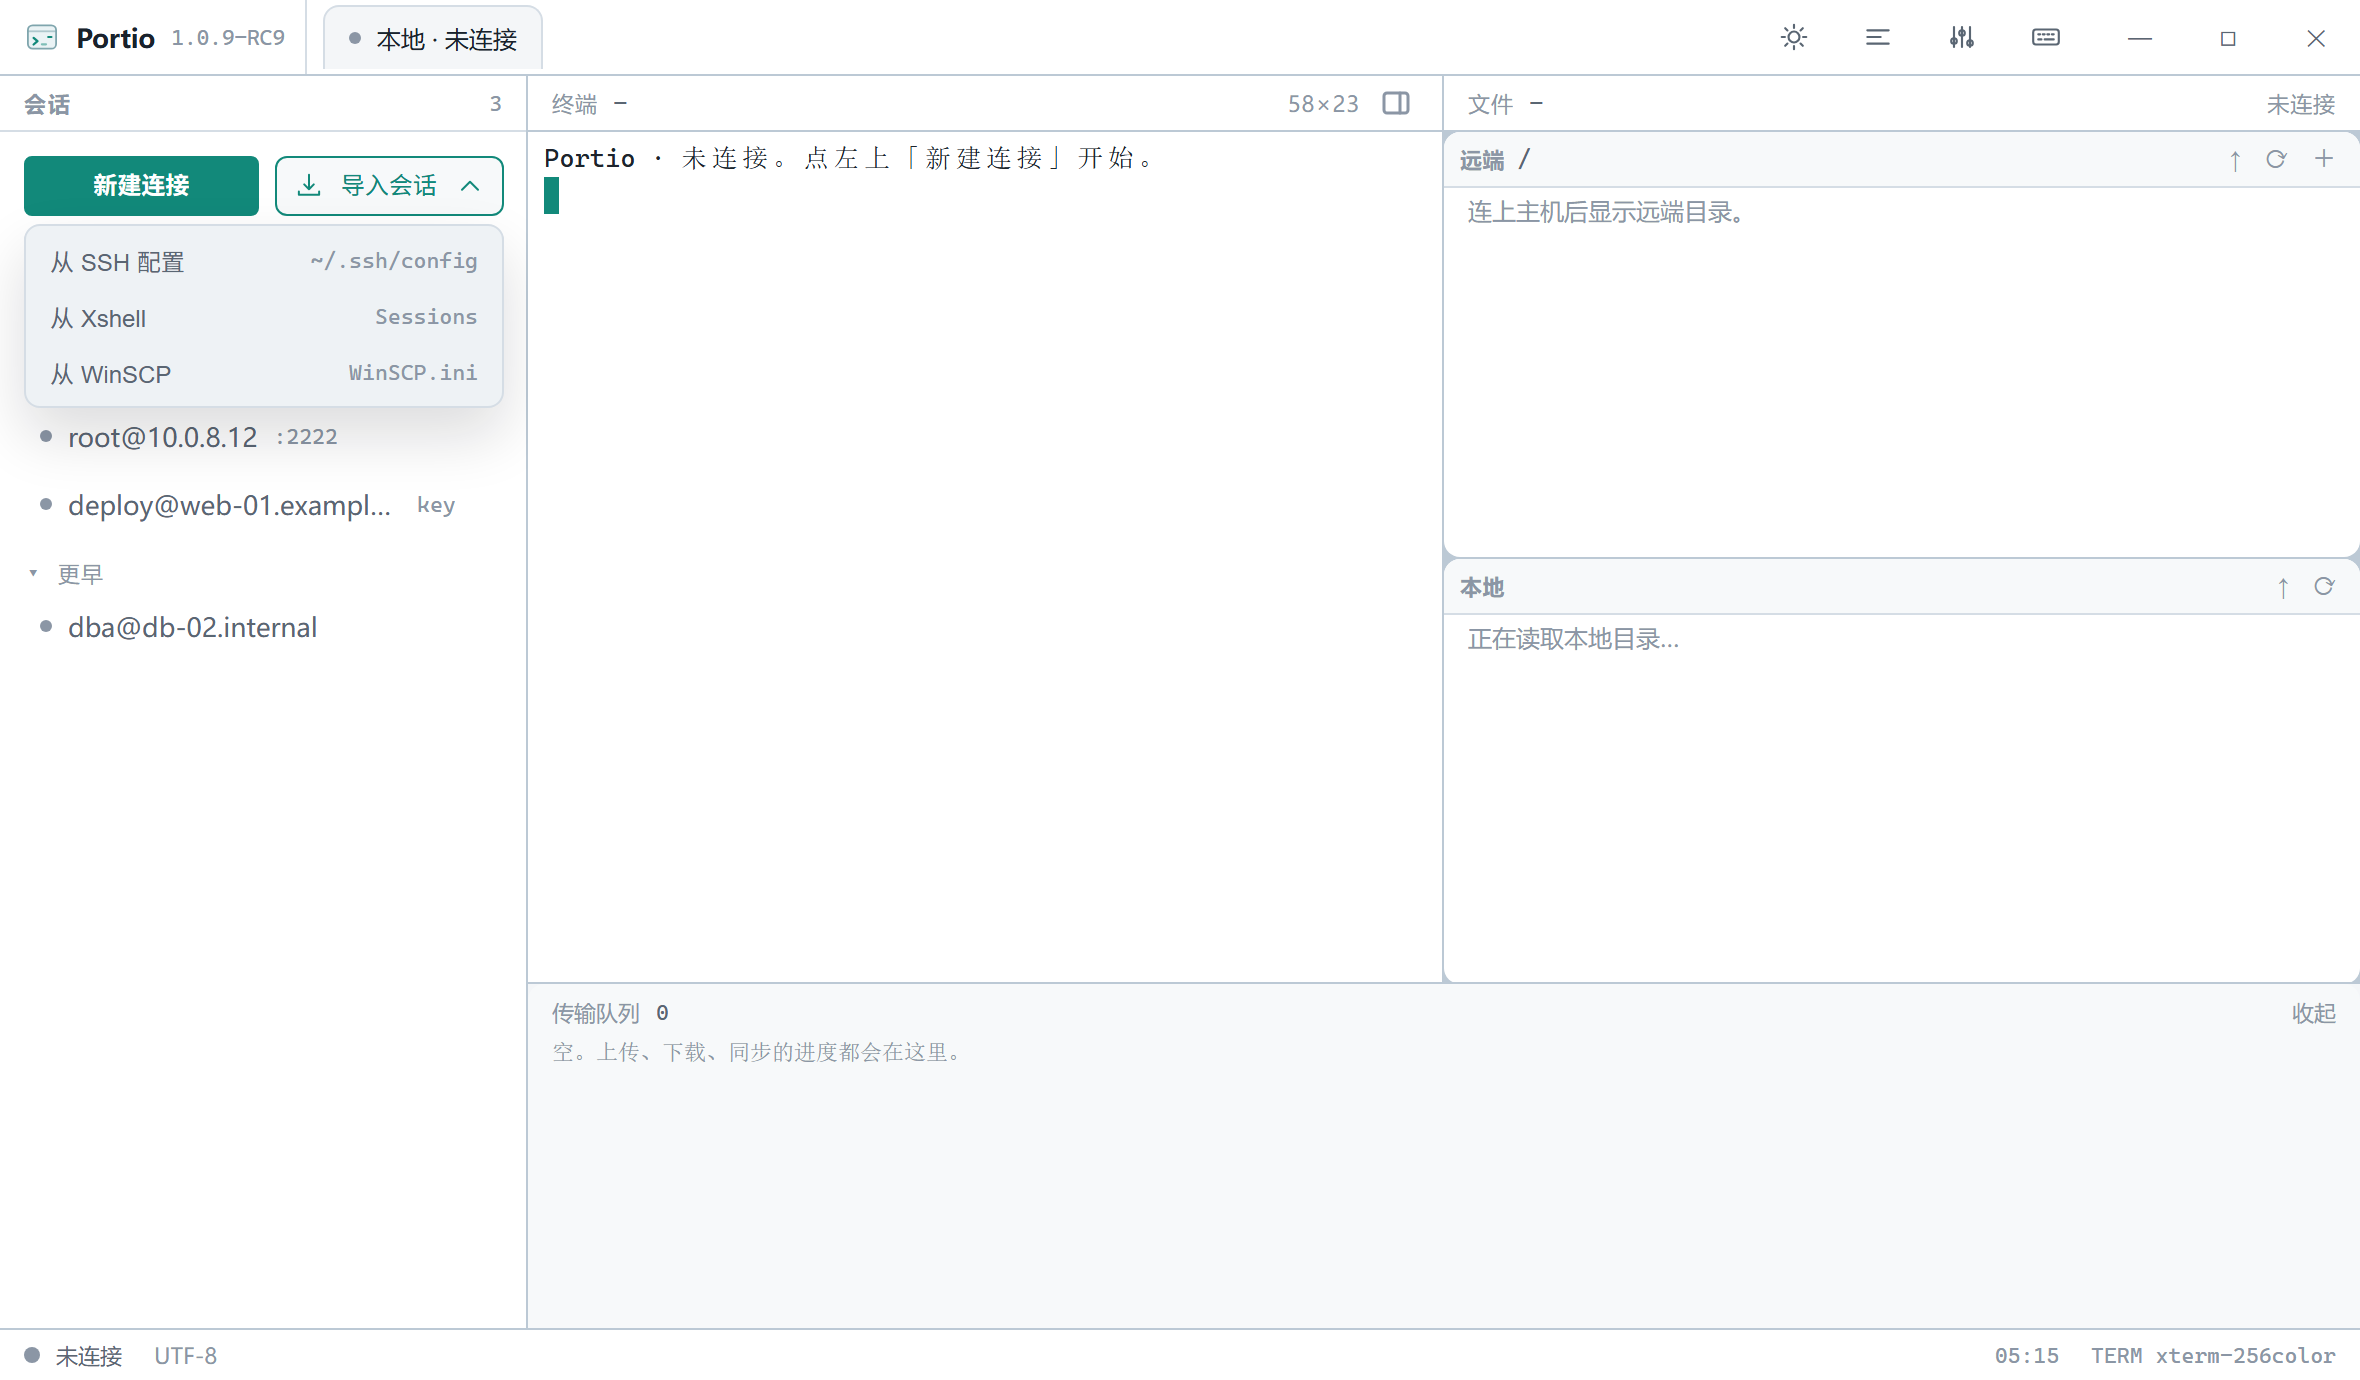 Portio 1.0.9-RC9
本地 · 未连接
会话 3
终端 –
58×23
文件 –
未连接
新建连接
导入会话
从 SSH 配置 ~/.ssh/config
从 Xshell Sessions
从 WinSCP WinSCP.ini
root@10.0.8.12 :2222
deploy@web-01.exampl... key
更早
dba@db-02.internal
Portio · 未连接。点左上「新建连接」开始。
远端 /
连上主机后显示远端目录。
本地
正在读取本地目录...
传输队列 0
收起
空。上传、下载、同步的进度都会在这里。
未连接 UTF-8
05:15 TERM xterm-256color